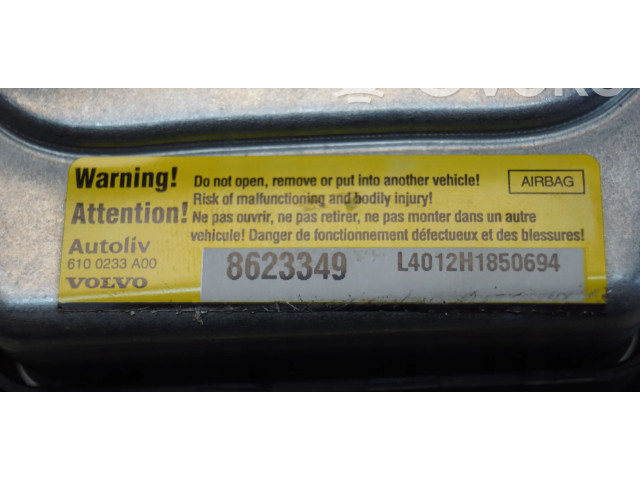 Warning! Do not open, remove or put into another vehicle! AIRBAG
Risk of malfunctioning and bodily injury!
Attention! Ne pas ouvrir, ne pas retirer, ne pas monter dans un autre
vehicule! Danger de fonctionnement défectueux et des blessures!
Autoliv
610 0233 A00
VOLVO
8623349 L4012H1850694